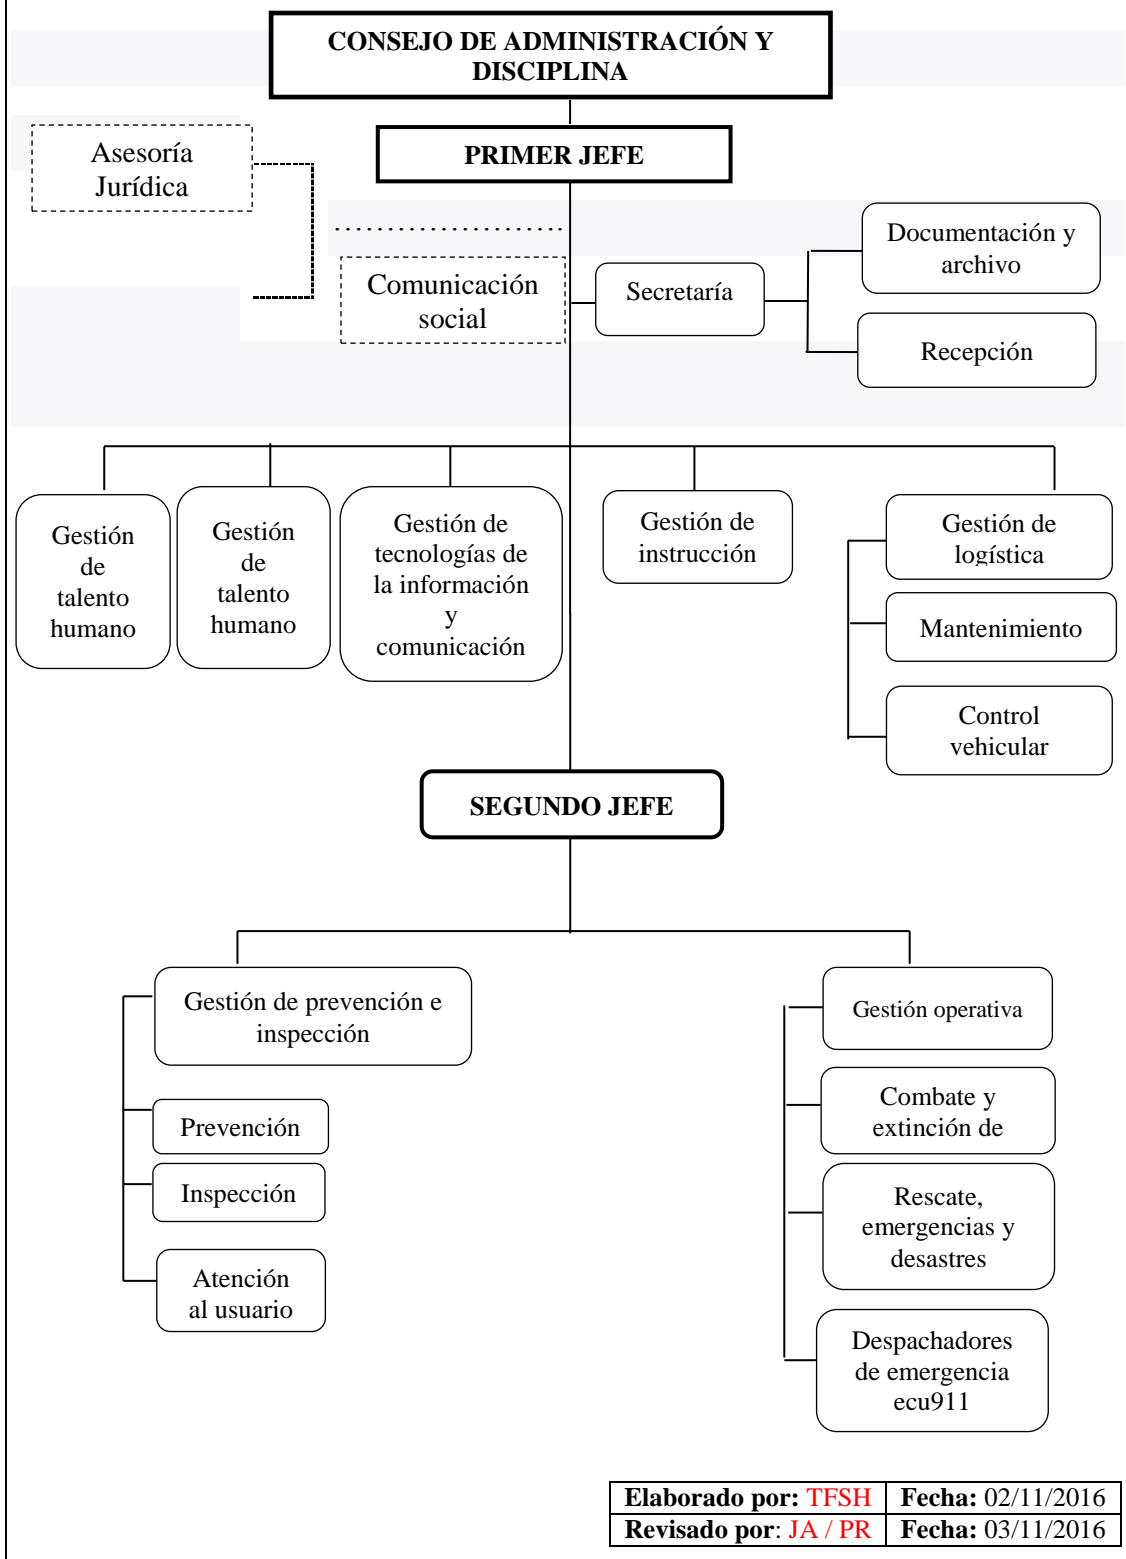 CONSEJO DE ADMINISTRACIÓN Y
DISCIPLINA
PRIMER JEFE
Asesoría
Jurídica
Comunicación
social
Secretaría
Documentación y
archivo
Recepción
Gestión
de
talento
humano
Gestión
de
talento
humano
Gestión de
tecnologías de
la información
y
comunicación
Gestión de
instrucción
Gestión de
logística
Mantenimiento
Control
vehicular
SEGUNDO JEFE
Gestión de prevención e
inspección
Prevención
Inspección
Atención
al usuario
Gestión operativa
Combate y
extinción de
Rescate,
emergencias y
desastres
Despachadores
de emergencia
ecu911
Elaborado por: TFSH Fecha: 02/11/2016
Revisado por: JA / PR Fecha: 03/11/2016